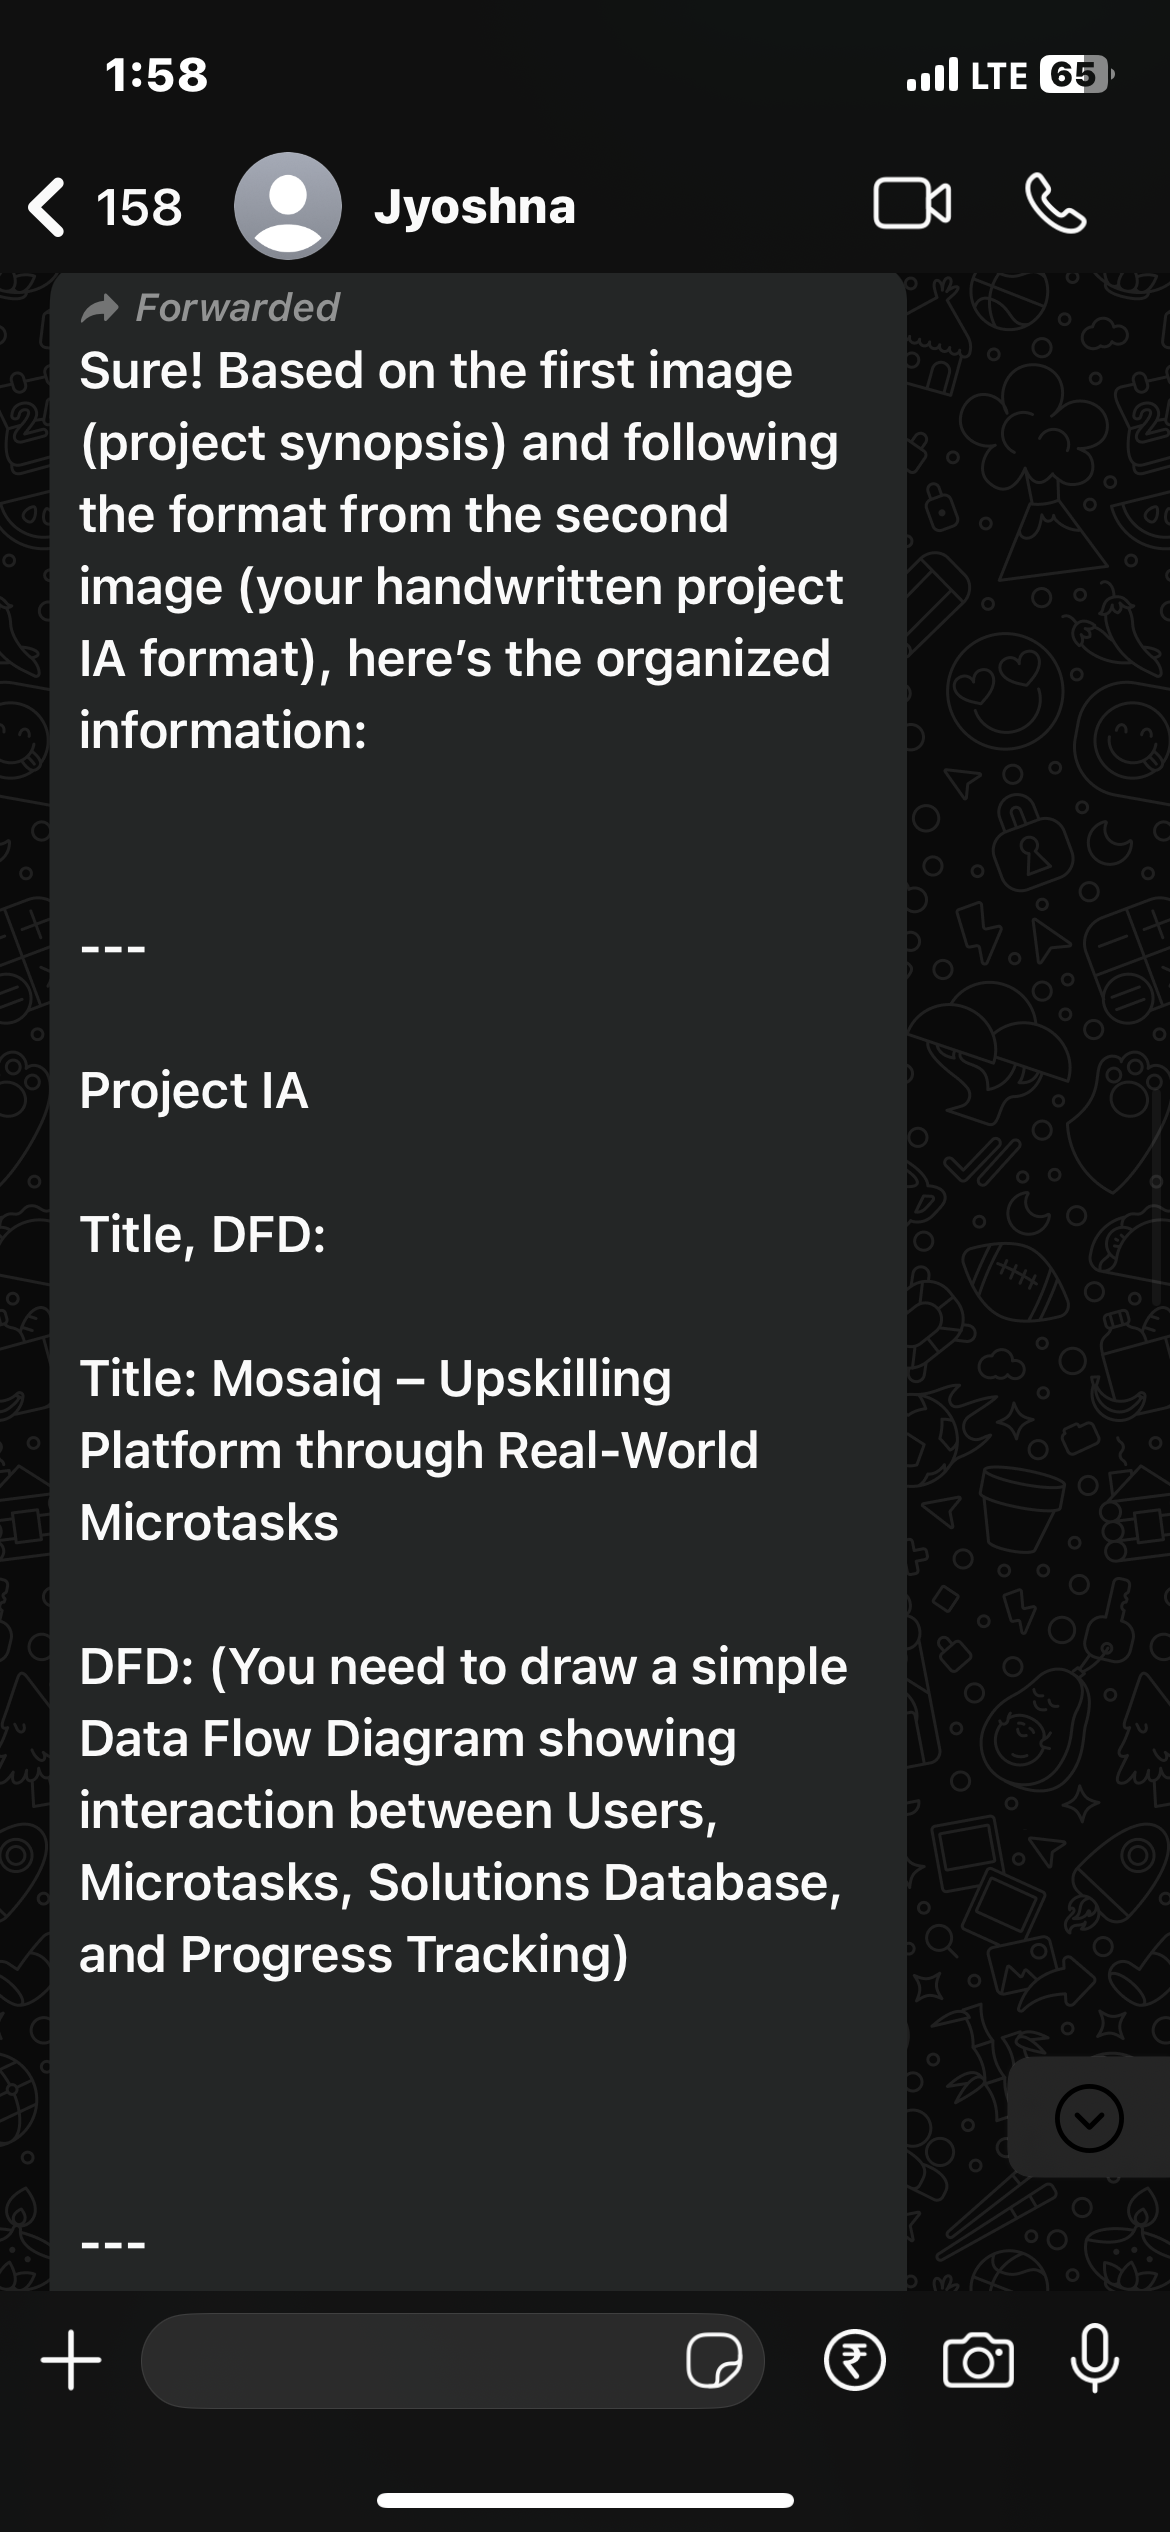 1:58
LTE 65
158 Jyoshna
Forwarded
Sure! Based on the first image
(project synopsis) and following
the format from the second
image (your handwritten project
IA format), here’s the organized
information:
---
Project IA
Title, DFD:
Title: Mosaiq – Upskilling
Platform through Real-World
Microtasks
DFD: (You need to draw a simple
Data Flow Diagram showing
interaction between Users,
Microtasks, Solutions Database,
and Progress Tracking)
---
₹